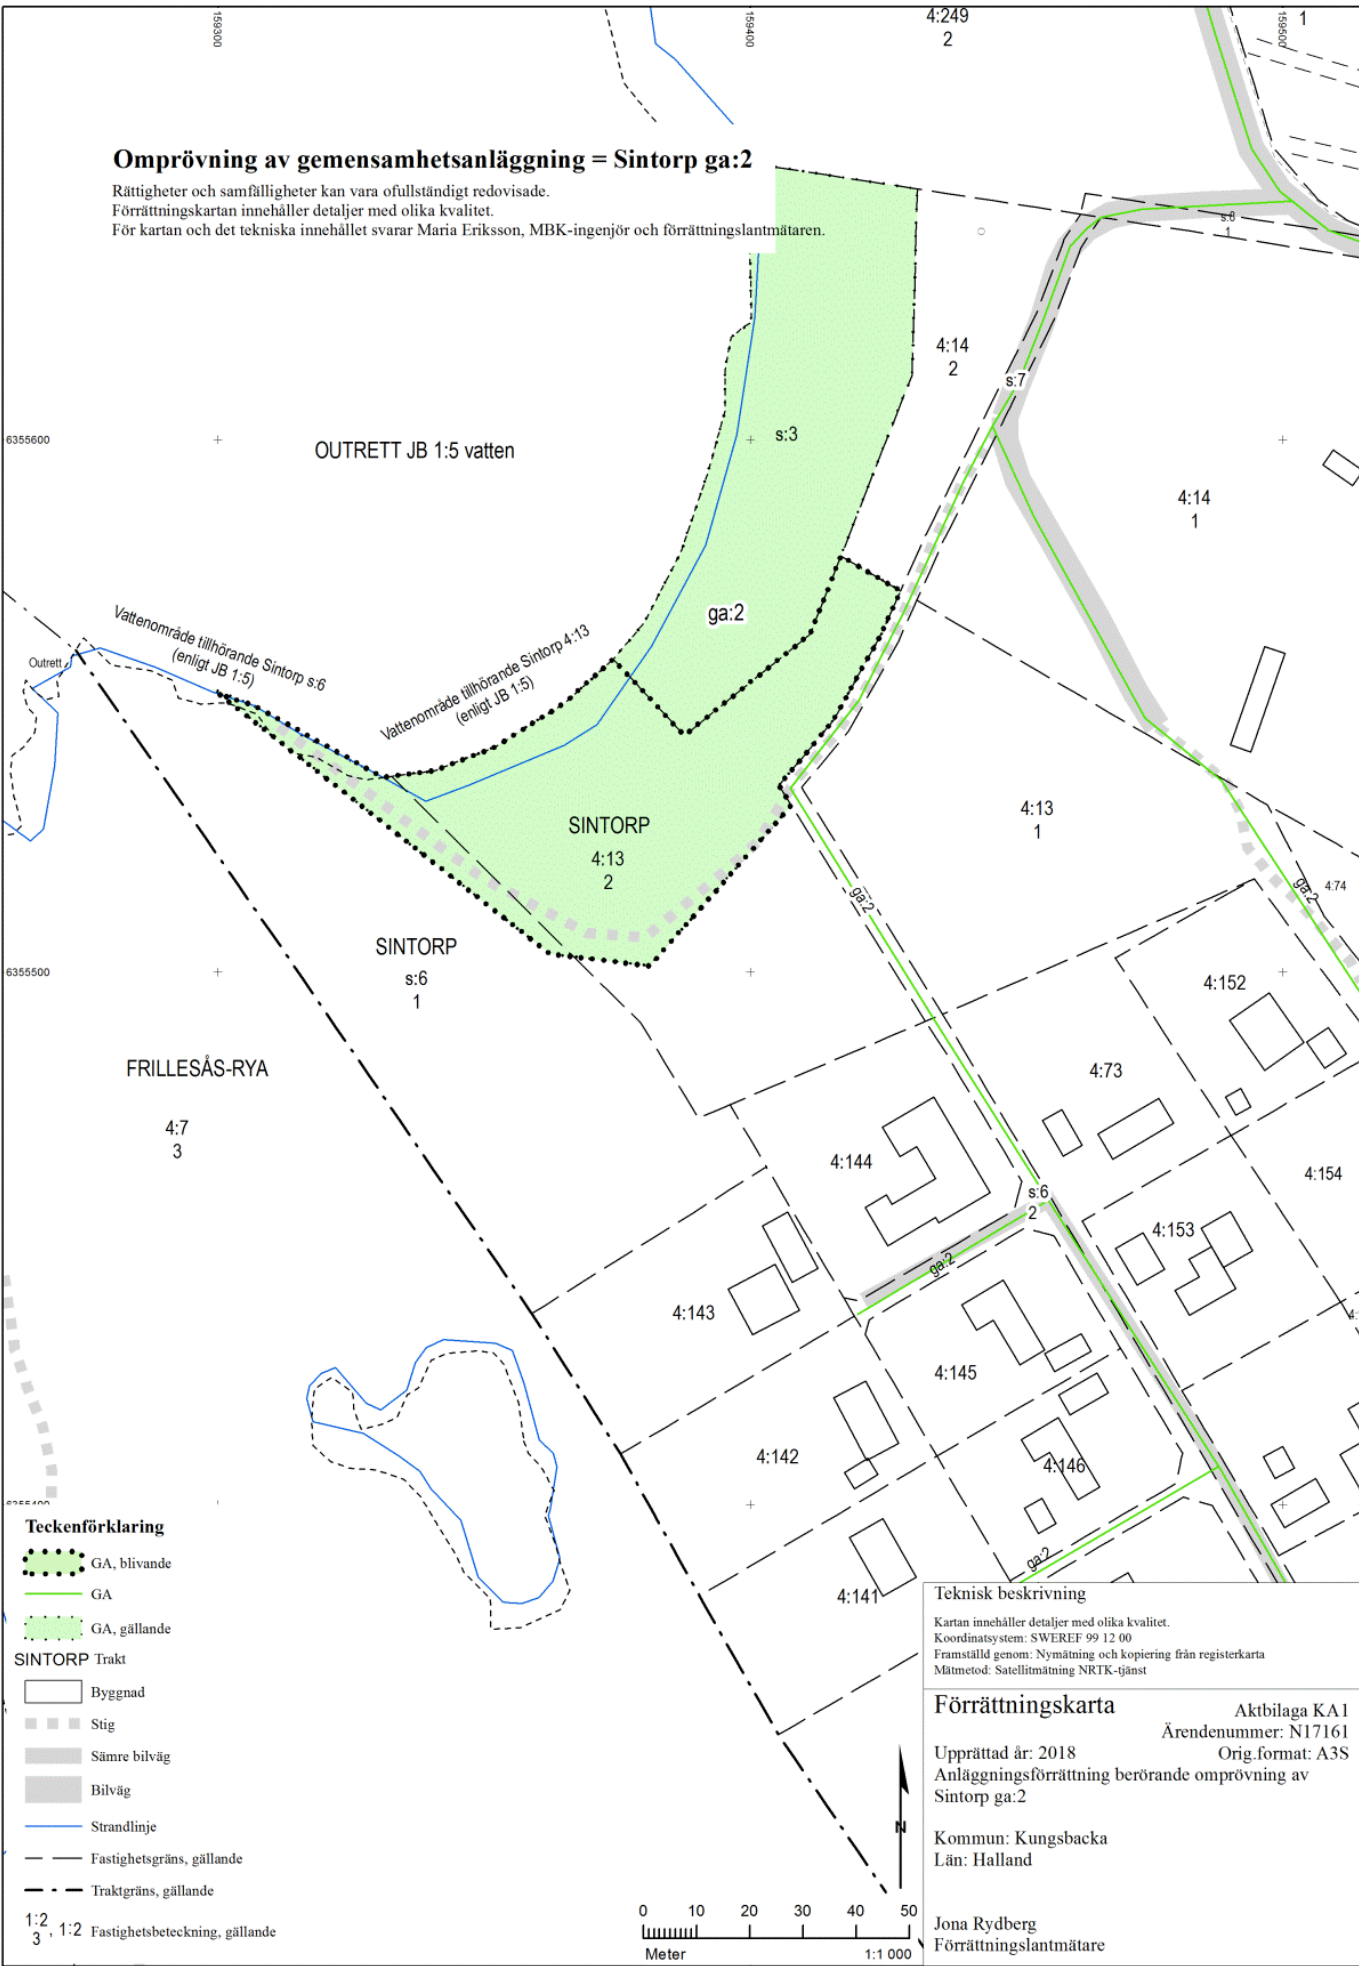 159300
159400
159500
4:249
2
1
Omprövning av gemensamhetsanläggning = Sintorp ga:2
Rättigheter och samfälligheter kan vara ofullständigt redovisade.
Förrättningskartan innehåller detaljer med olika kvalitet.
För kartan och det tekniska innehållet svarar Maria Eriksson, MBK-ingenjör och förrättningslantmätaren.
s:8
1
4:14
2
s:7
6355600
OUTRETT JB 1:5 vatten
s:3
4:14
1
ga:2
Vattenområde tillhörande Sintorp s:6
(enligt JB 1:5)
Outrett
Vattenområde tillhörande Sintorp 4:13
(enligt JB 1:5)
SINTORP
4:13
2
4:13
1
ga:2
ga:2
4:74
SINTORP
s:6
1
6355500
4:152
FRILLESÅS-RYA
4:7
3
4:73
4:144
4:154
s:6
2
4:153
ga:2
4:143
4:145
4:142
4:146
6355400
ga:2
4:141
Teckenförklaring
GA, blivande
GA
GA, gällande
SINTORP Trakt
Byggnad
Stig
Sämre bilväg
Bilväg
Strandlinje
Fastighetsgräns, gällande
Traktgräns, gällande
1:2
3 , 1:2 Fastighetsbeteckning, gällande
N
0 10 20 30 40 50
Meter 1:1 000
Teknisk beskrivning
Kartan innehåller detaljer med olika kvalitet.
Koordinatsystem: SWEREF 99 12 00
Framställd genom: Nymätning och kopiering från registerkarta
Mätmetod: Satellitmätning NRTK-tjänst
Förrättningskarta
Aktbilaga KA1
Ärendenummer: N17161
Upprättad år: 2018 Orig.format: A3S
Anläggningsförrättning berörande omprövning av
Sintorp ga:2
Kommun: Kungsbacka
Län: Halland
Jona Rydberg
Förrättningslantmätare